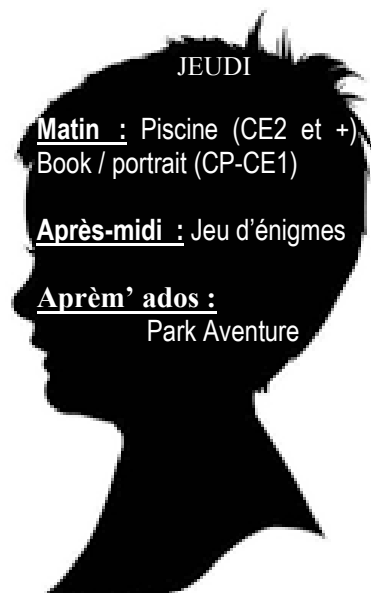 JEUDI
Matin : Piscine (CE2 et +)
Book / portrait (CP-CE1)
Après-midi : Jeu d’énigmes
Aprèm’ ados :
Park Aventure